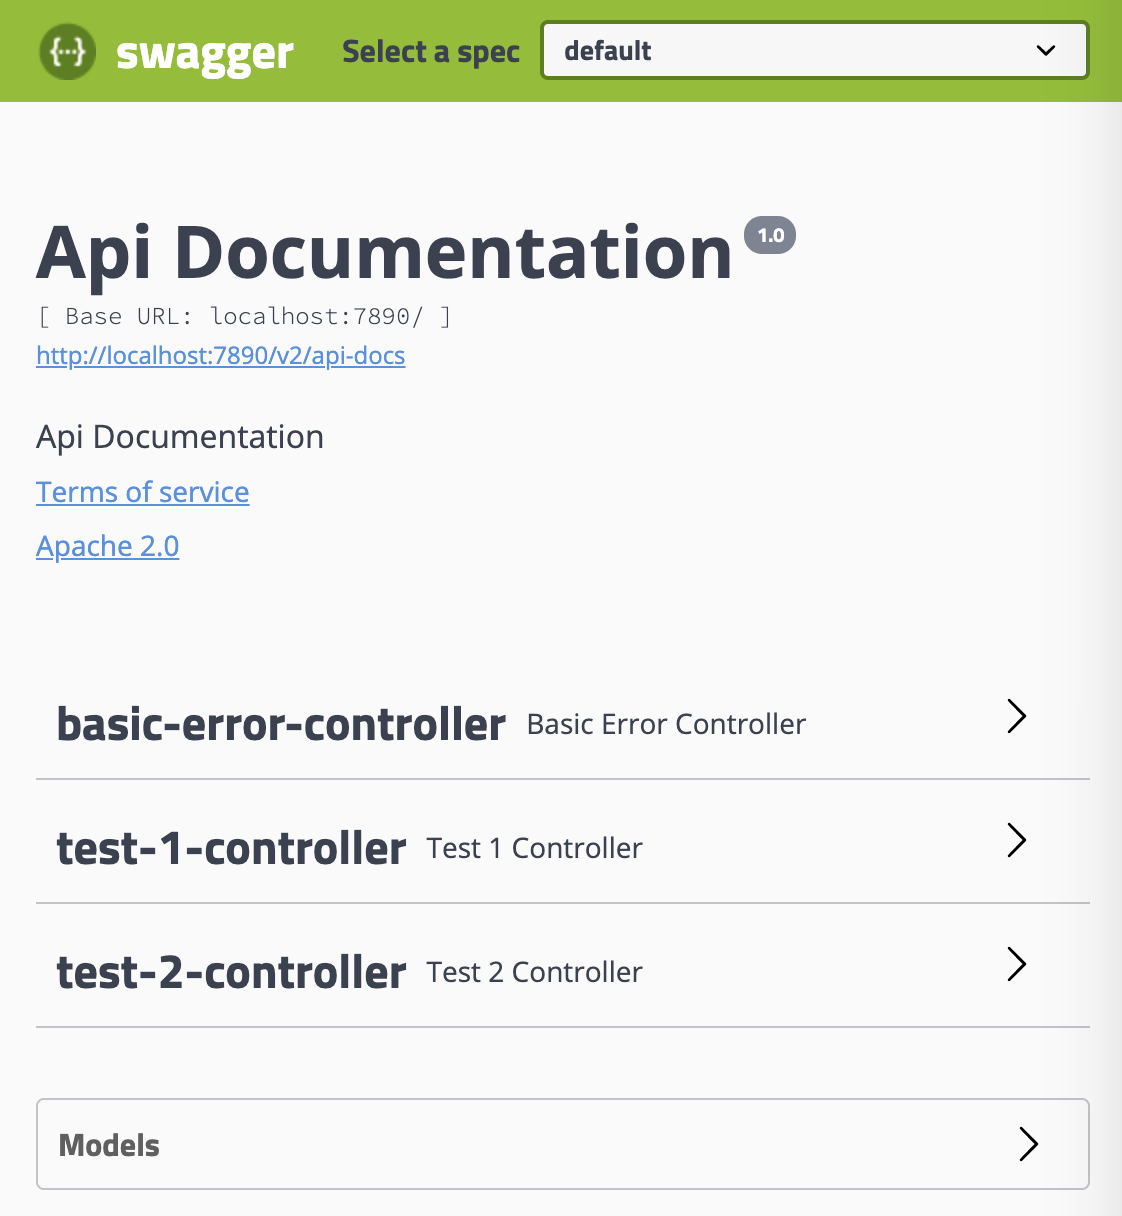 {···} swagger Select a spec default
Api Documentation 1.0
[ Base URL: localhost:7890/ ]
http://localhost:7890/v2/api-docs
Api Documentation
Terms of service
Apache 2.0
basic-error-controller Basic Error Controller
test-1-controller Test 1 Controller
test-2-controller Test 2 Controller
Models